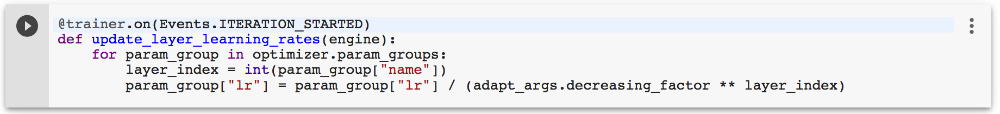 @trainer.on(Events.ITERATION_STARTED)
def update_layer_learning_rates(engine):
    for param_group in optimizer.param_groups:
        layer_index = int(param_group["name"])
        param_group["lr"] = param_group["lr"] / (adapt_args.decreasing_factor ** layer_index)